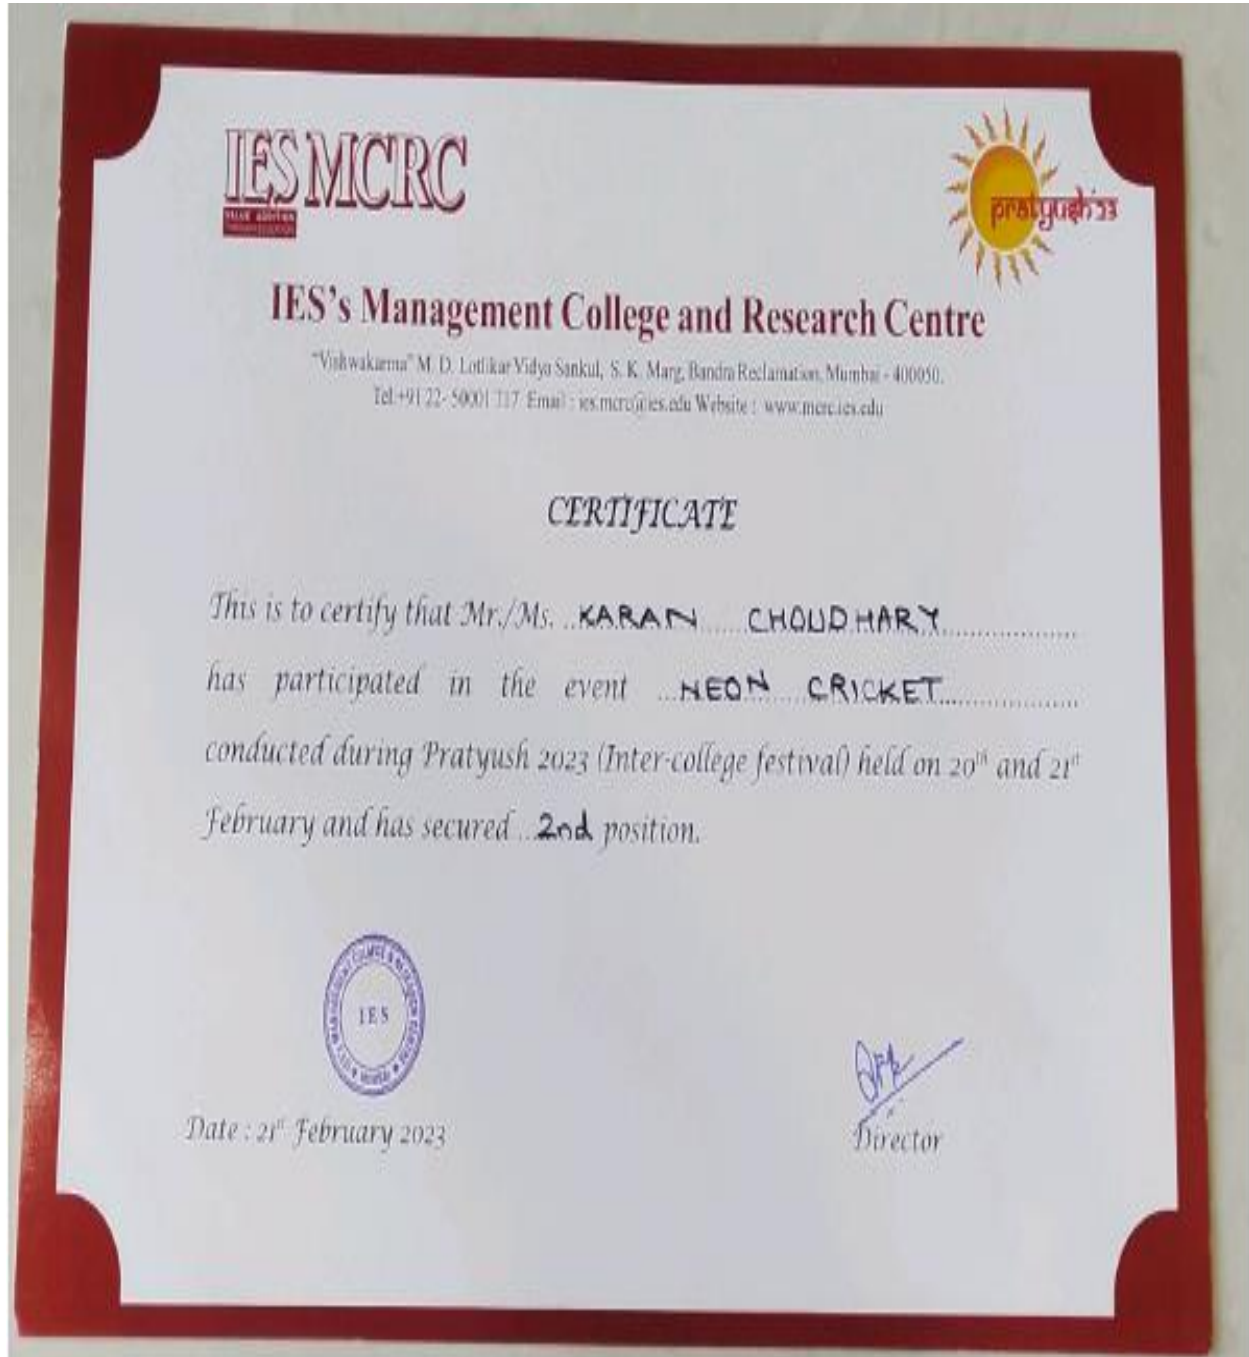 IES MCRC
VALUE ADDITION
pratyush'23
IES's Management College and Research Centre
"Vishwakarma" M. D. Lotlikar Vidya Sankul, S. K. Marg, Bandra Reclamation, Mumbai - 400050.
Tel:+91 22- 50001 717 Email : ies.mcrc@ies.edu Website : www.mcrc.ies.edu
CERTIFICATE
This is to certify that Mr./Ms. KARAN CHOUDHARY
has participated in the event NEON CRICKET
conducted during Pratyush 2023 (Inter-college festival) held on 20th and 21st
February and has secured 2nd position.
IES
Date : 21st February 2023
Director